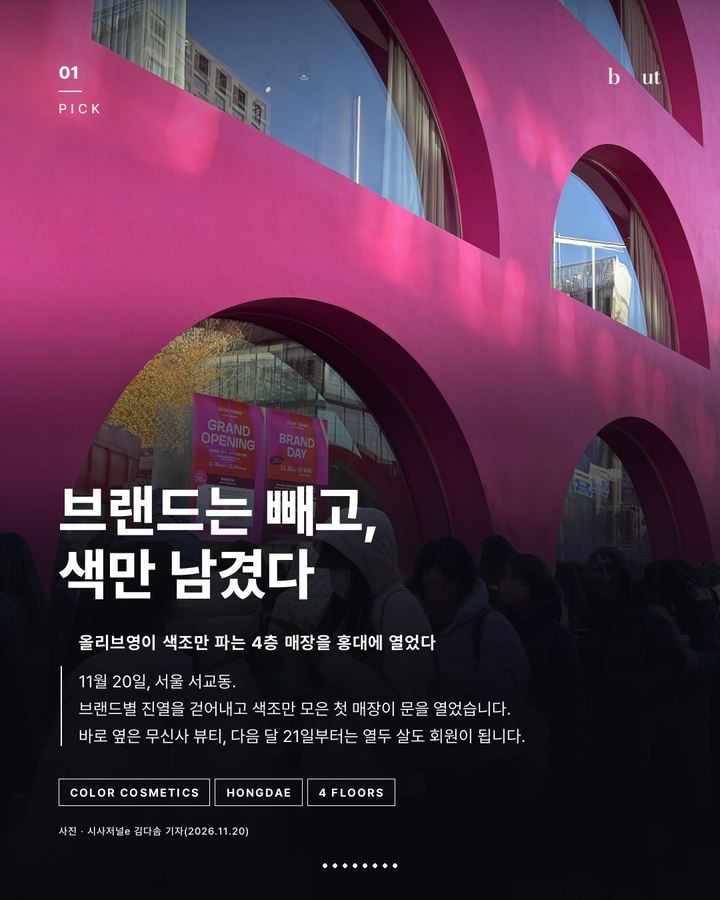 01
PICK
b ut
GRAND
OPENING
BRAND
DAY
브랜드는 빼고,
색만 남겼다
올리브영이 색조만 파는 4층 매장을 홍대에 열었다
11월 20일, 서울 서교동.
브랜드별 진열을 걷어내고 색조만 모은 첫 매장이 문을 열었습니다.
바로 옆은 무신사 뷰티, 다음 달 21일부터는 열두 살도 회원이 됩니다.
COLOR COSMETICS
HONGDAE
4 FLOORS
사진 · 시사저널e 김다솜 기자(2026.11.20)